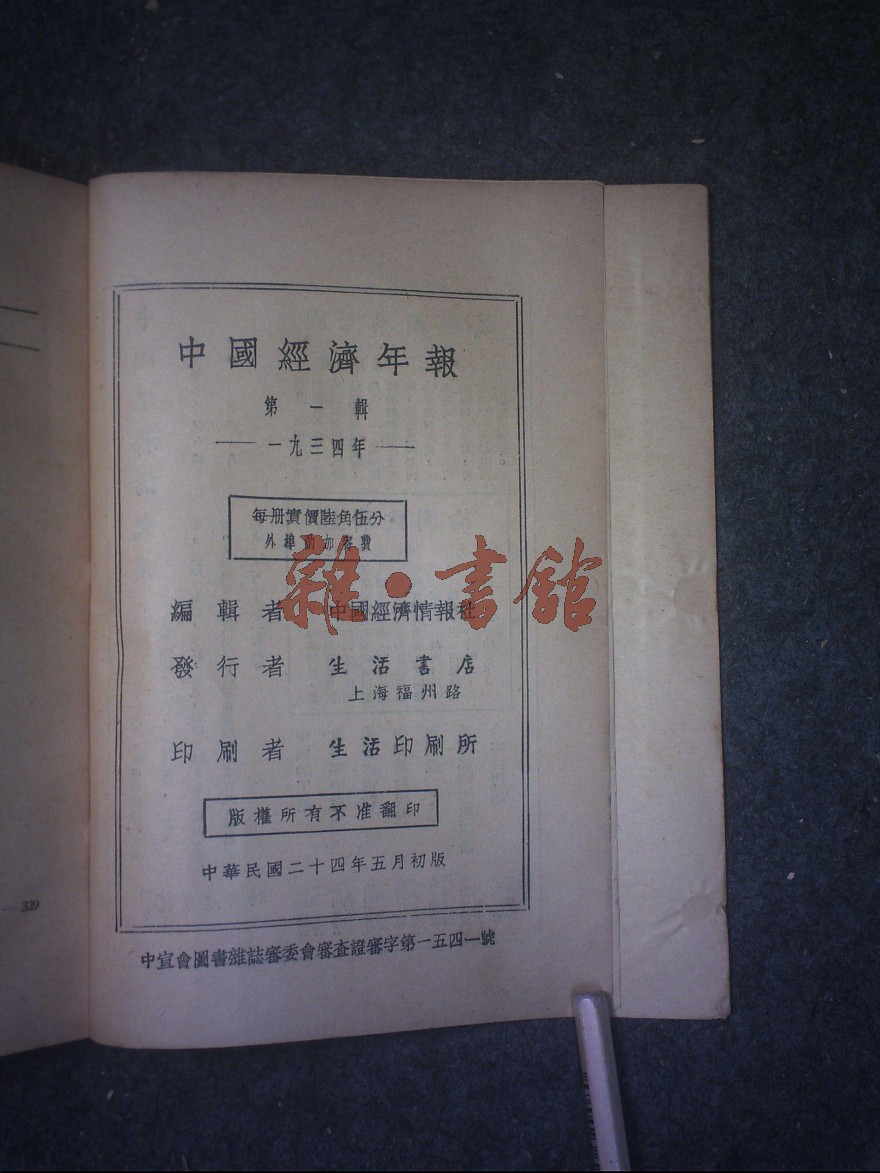 中國經濟年報
第一輯
一九三四年
每册實價陸角伍分
外埠酌加寄費
編輯者 中國經濟情報社
發行者 生活書店
上海福州路
印刷者 生活印刷所
版權所有不准翻印
中華民國二十四年五月初版
中宣會圖書雜誌審委會審查證審字第一五四一號
329
雜·書館